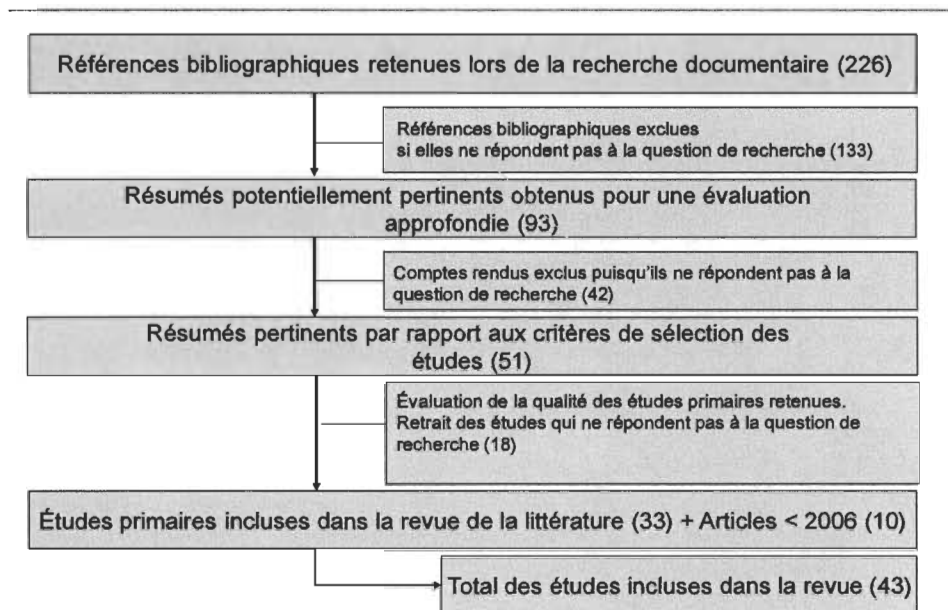 Références bibliographiques retenues lors de la recherche documentaire (226)
Références bibliographiques exclues
si elles ne répondent pas à la question de recherche (133)
Résumés potentiellement pertinents obtenus pour une évaluation
approfondie (93)
Comptes rendus exclus puisqu'ils ne répondent pas à la
question de recherche (42)
Résumés pertinents par rapport aux critères de sélection des
études (51)
Évaluation de la qualité des études primaires retenues.
Retrait des études qui ne répondent pas à la question de
recherche (18)
Études primaires incluses dans la revue de la littérature (33) + Articles < 2006 (10)
Total des études incluses dans la revue (43)